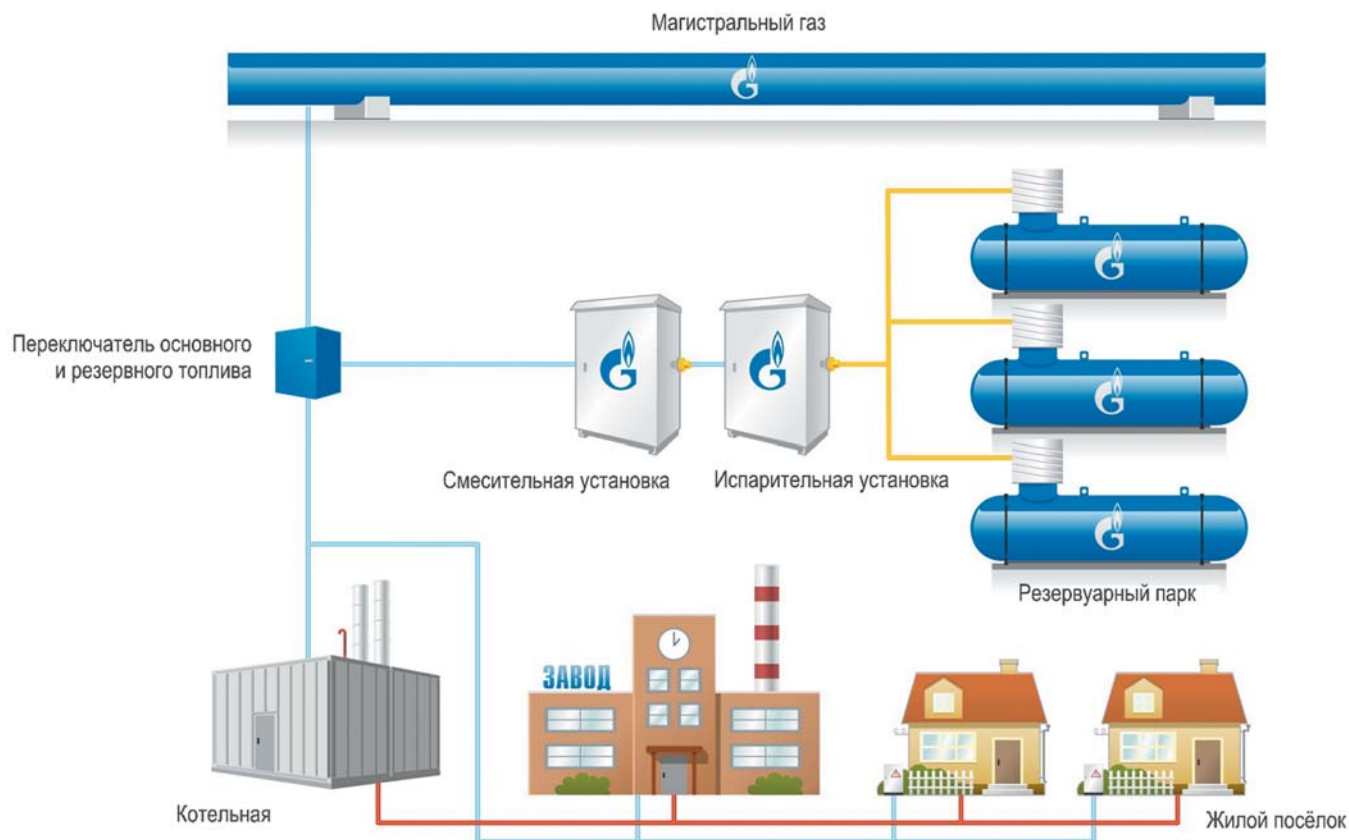 Магистральный газ
Переключатель основного
и резервного топлива
Смесительная установка
Испарительная установка
Резервуарный парк
ЗАВОД
Котельная
Жилой посёлок